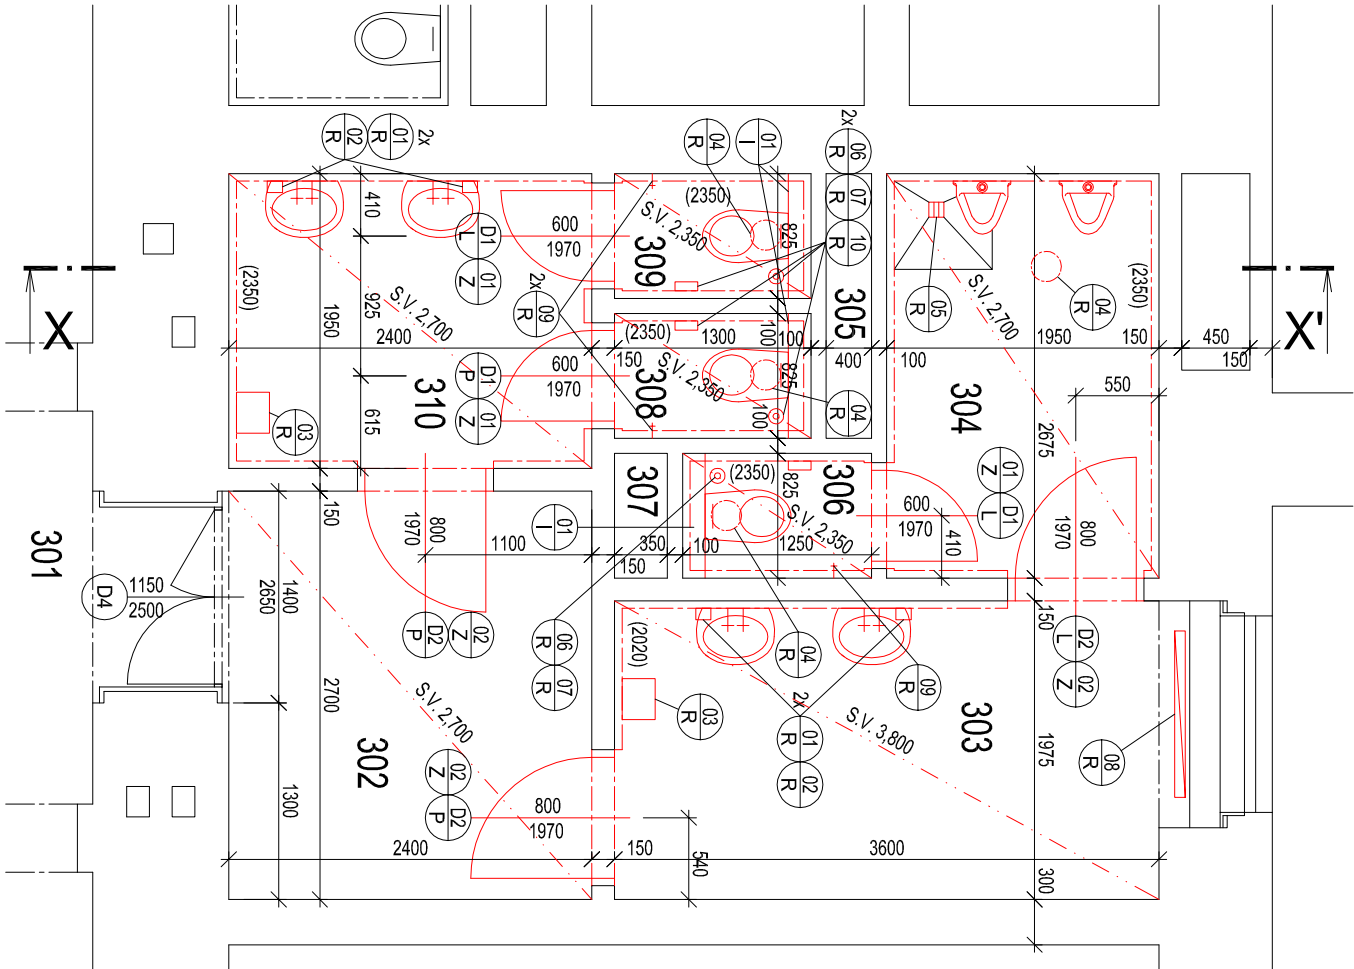 2x
01
R
02
R
04
R
01
I
2x
06
R
07
R
10
R
410
600
1970
D1
L
01
Z
(2350)
S.V. 2,350
309
825
305
05
R
04
R
(2350)
S.V. 2,700
X
(2350)
1950
925
S.V. 2,700
2400
2x
09
R
150
(2350)
1300
100
100
400
100
1950
150
450
150
X'
D1
P
01
Z
600
1970
S.V. 2,350
308
825
100
04
R
550
310
615
03
R
304
2675
01
Z
D1
L
600
1970
410
800
1970
301
D4
1150
2500
1400
2650
150
800
1970
1100
01
I
307
350
150
100
(2350)
825
306
S.V. 2,350
1250
150
D2
P
02
Z
06
R
07
R
(2020)
04
R
09
R
D2
L
02
Z
2700
S.V. 2,700
302
03
R
2x
01
R
02
R
S.V. 3,800
303
1975
08
R
1300
02
Z
D2
P
800
1970
2400
150
540
3600
300